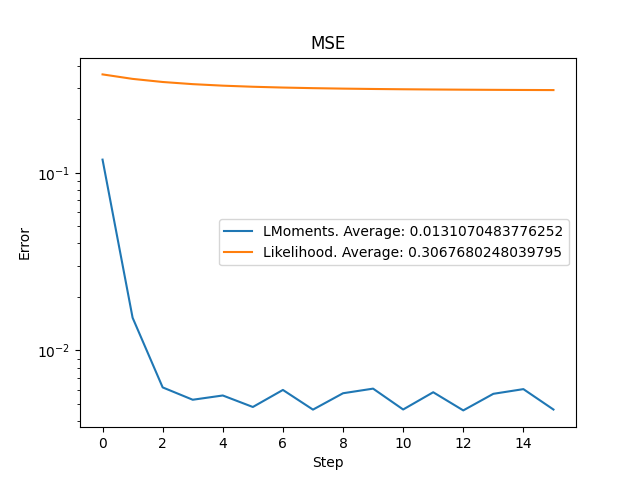 MSE
10⁻¹
10⁻²
Error
LMoments. Average: 0.0131070483776252
Likelihood. Average: 0.3067680248039795
0 2 4 6 8 10 12 14
Step